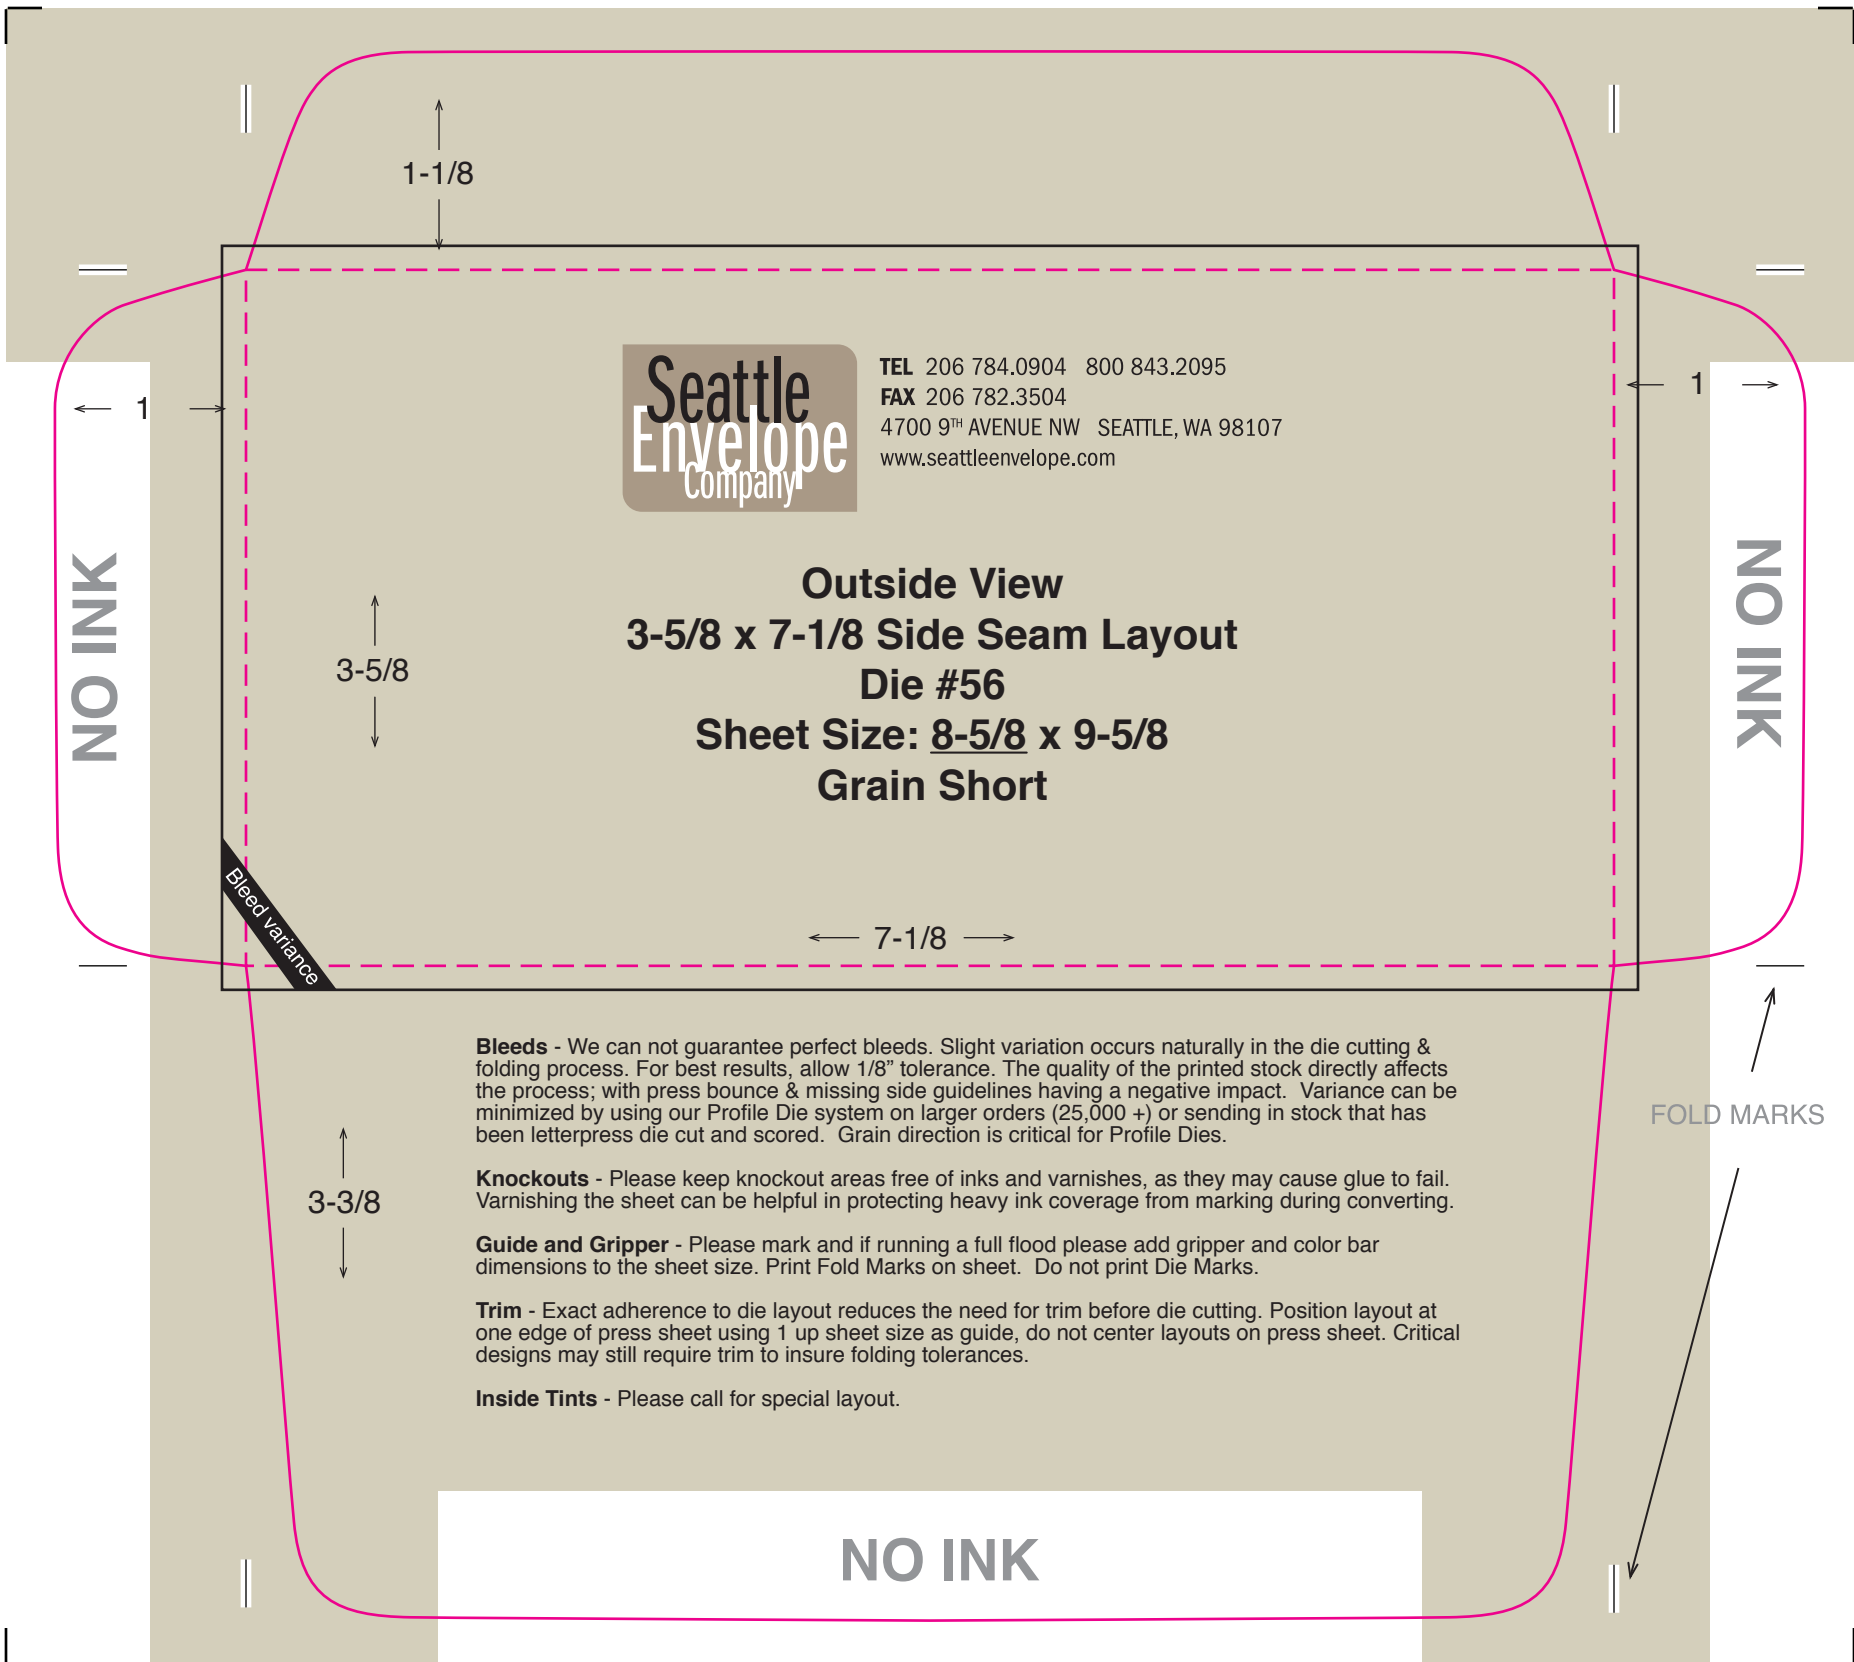 1-1/8
Seattle
Envelope
Company
TEL 206 784.0904 800 843.2095
FAX 206 782.3504
4700 9TH AVENUE NW SEATTLE, WA 98107
www.seattleenvelope.com
1
1
NO INK
NO INK
Outside View
3-5/8 x 7-1/8 Side Seam Layout
Die #56
Sheet Size: 8-5/8 x 9-5/8
Grain Short
3-5/8
Bleed variance
7-1/8
Bleeds - We can not guarantee perfect bleeds. Slight variation occurs naturally in the die cutting &
folding process. For best results, allow 1/8” tolerance. The quality of the printed stock directly affects
the process; with press bounce & missing side guidelines having a negative impact. Variance can be
minimized by using our Profile Die system on larger orders (25,000 +) or sending in stock that has
been letterpress die cut and scored. Grain direction is critical for Profile Dies.
FOLD MARKS
Knockouts - Please keep knockout areas free of inks and varnishes, as they may cause glue to fail.
Varnishing the sheet can be helpful in protecting heavy ink coverage from marking during converting.
3-3/8
Guide and Gripper - Please mark and if running a full flood please add gripper and color bar
dimensions to the sheet size. Print Fold Marks on sheet. Do not print Die Marks.
Trim - Exact adherence to die layout reduces the need for trim before die cutting. Position layout at
one edge of press sheet using 1 up sheet size as guide, do not center layouts on press sheet. Critical
designs may still require trim to insure folding tolerances.
Inside Tints - Please call for special layout.
NO INK